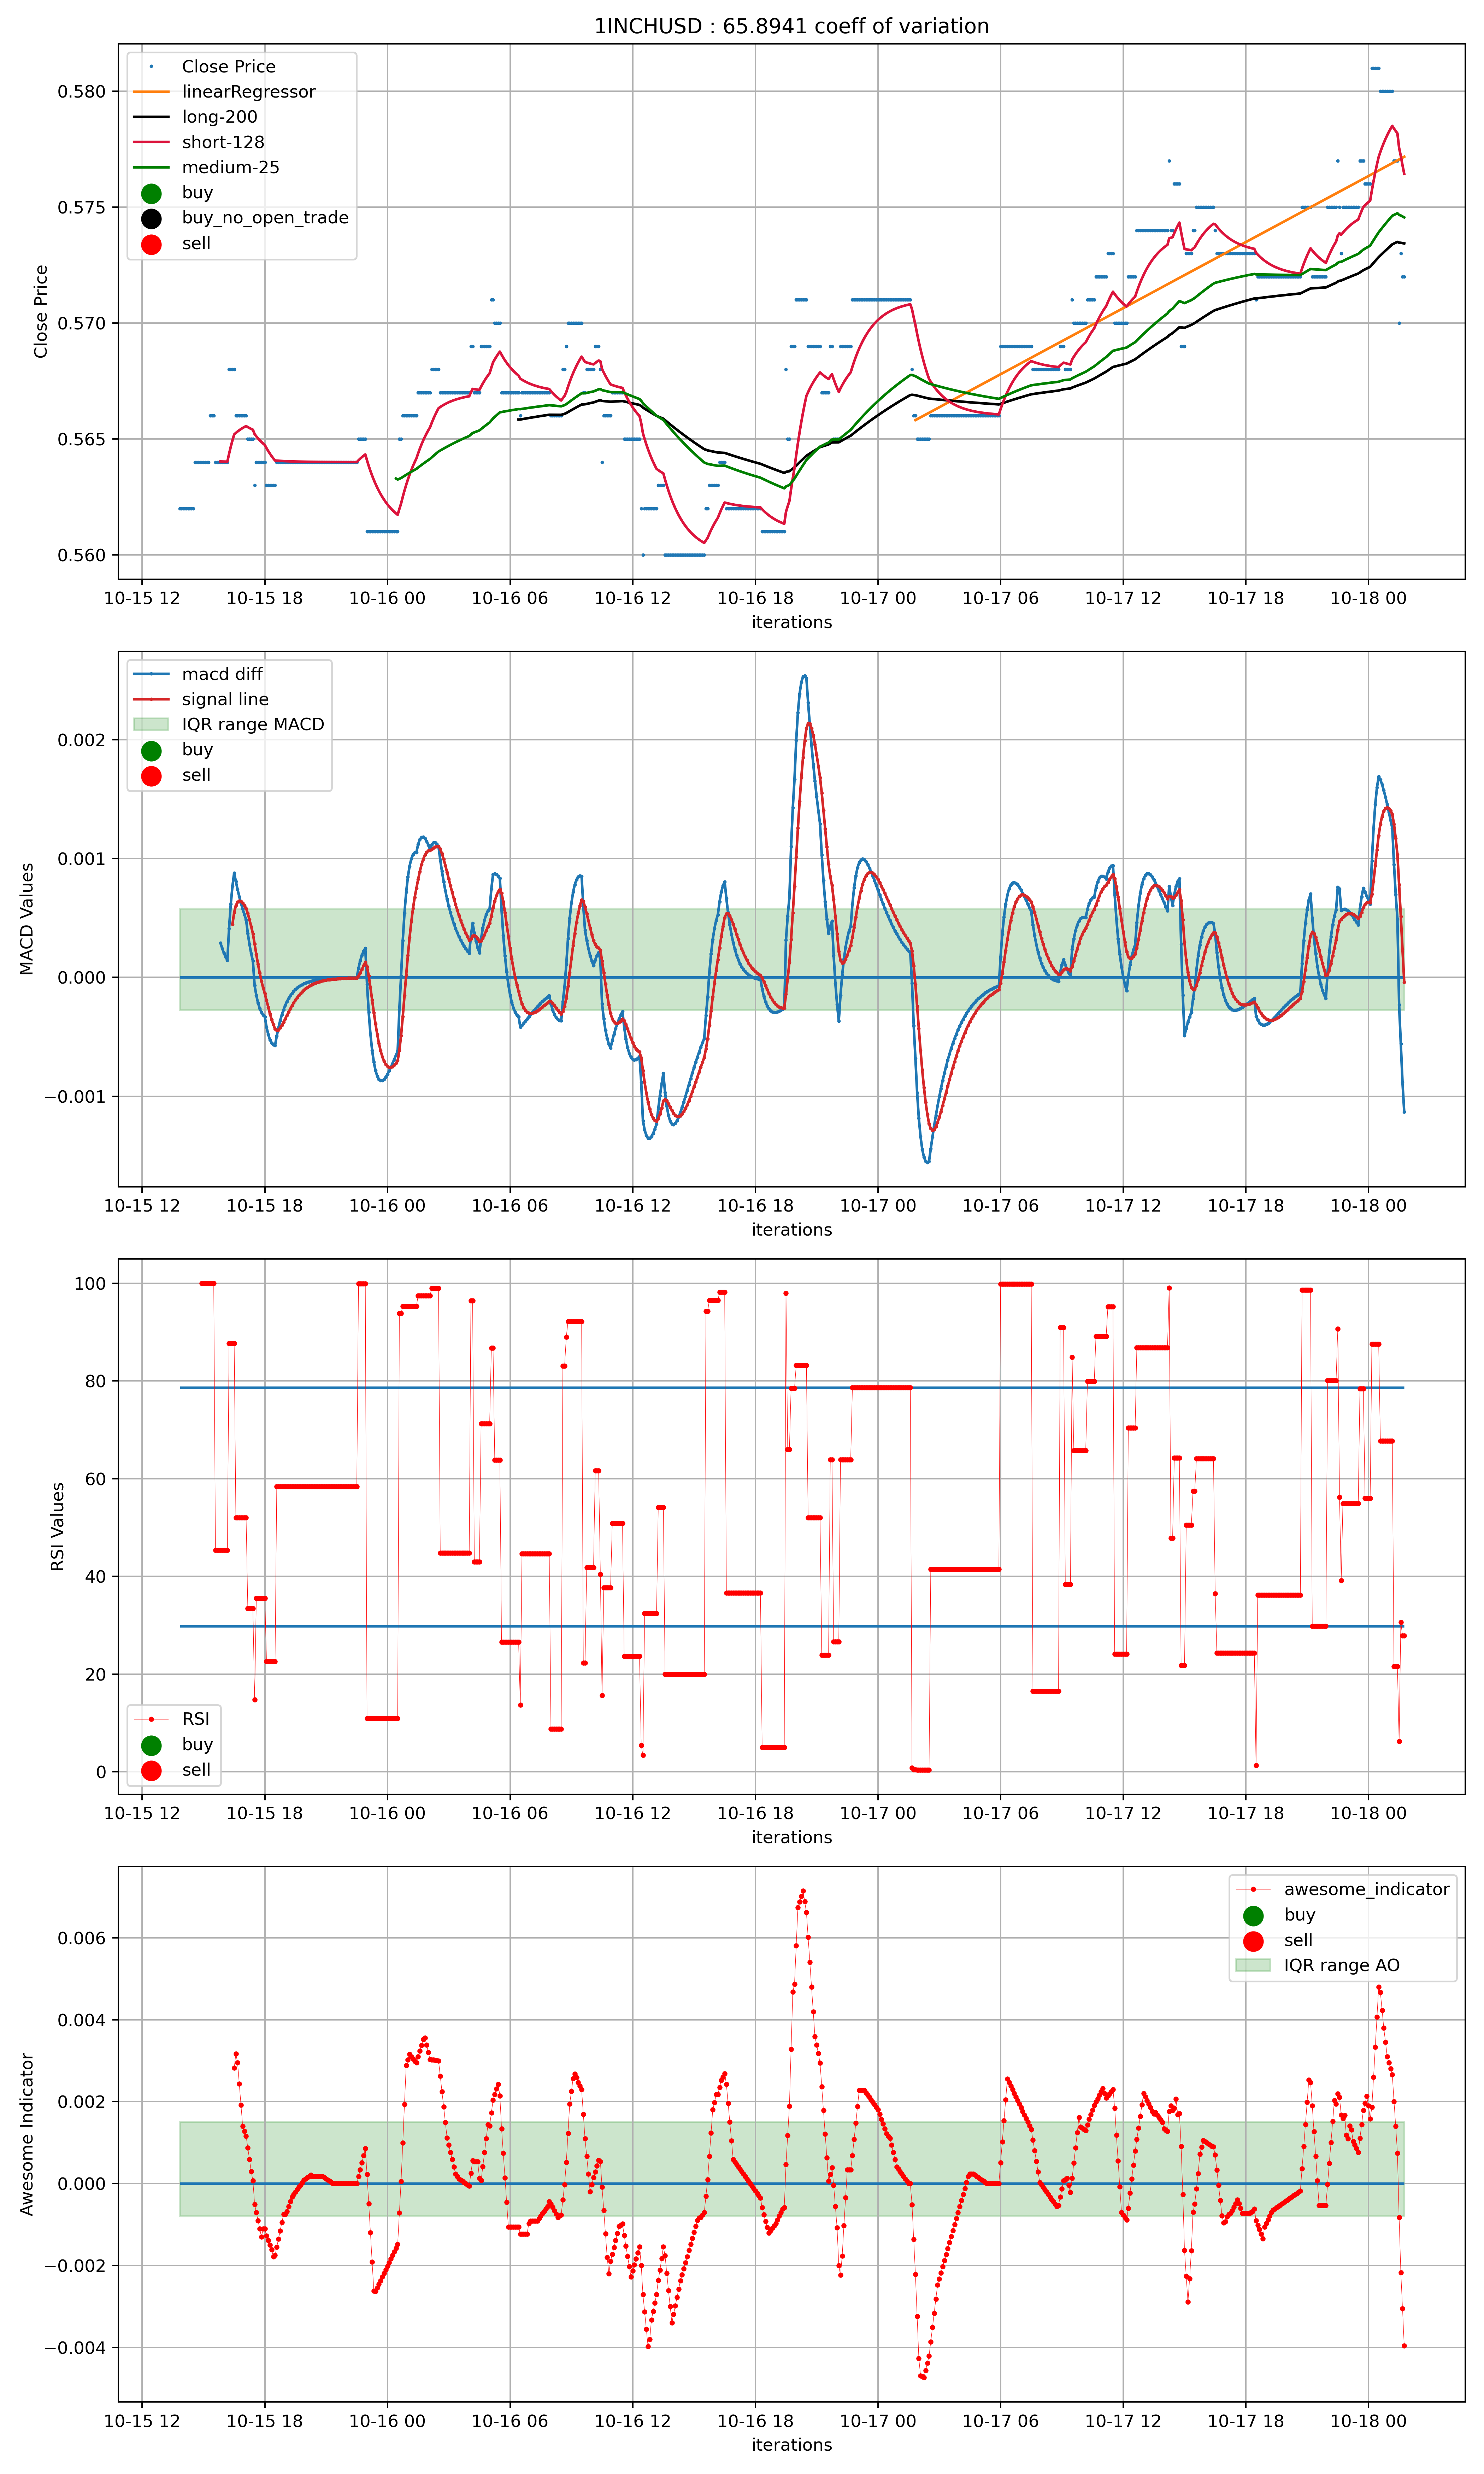 1INCHUSD : 65.8941 coeff of variation
Close Price
linearRegressor
long-200
short-128
medium-25
buy
buy_no_open_trade
sell
Close Price
0.580
0.575
0.570
0.565
0.560
10-15 12 10-15 18 10-16 00 10-16 06 10-16 12 10-16 18 10-17 00 10-17 06 10-17 12 10-17 18 10-18 00
iterations
macd diff
signal line
IQR range MACD
buy
sell
MACD Values
0.002
0.001
0.000
−0.001
10-15 12 10-15 18 10-16 00 10-16 06 10-16 12 10-16 18 10-17 00 10-17 06 10-17 12 10-17 18 10-18 00
iterations
100
80
60
40
20
0
RSI Values
RSI
buy
sell
10-15 12 10-15 18 10-16 00 10-16 06 10-16 12 10-16 18 10-17 00 10-17 06 10-17 12 10-17 18 10-18 00
iterations
awesome_indicator
buy
sell
IQR range AO
Awesome Indicator
0.006
0.004
0.002
0.000
−0.002
−0.004
10-15 12 10-15 18 10-16 00 10-16 06 10-16 12 10-16 18 10-17 00 10-17 06 10-17 12 10-17 18 10-18 00
iterations